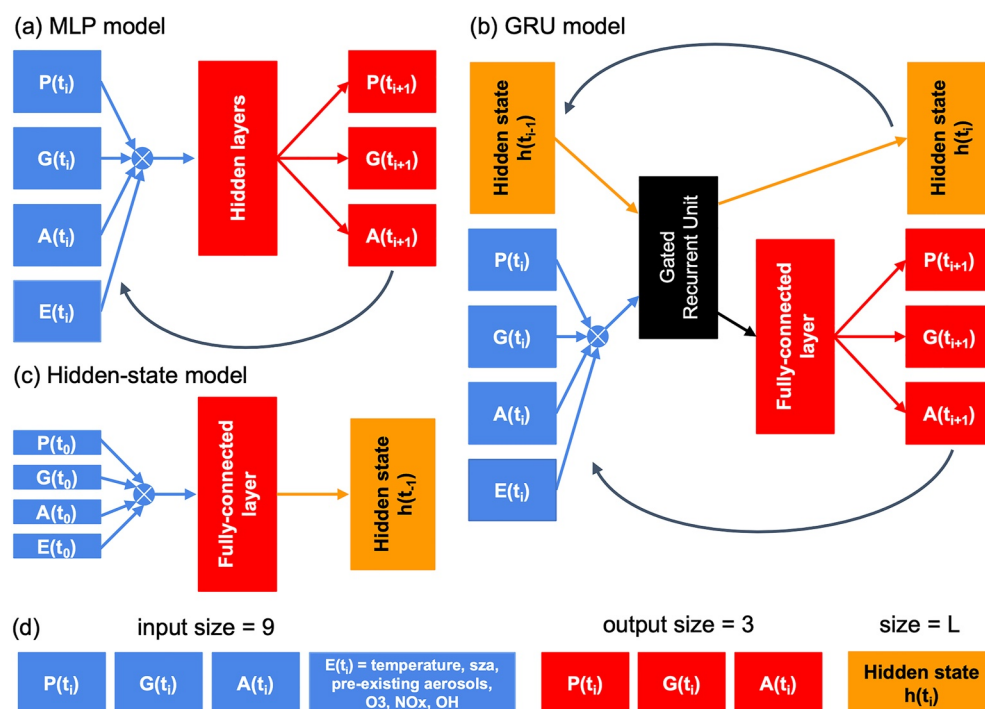 (a) MLP model
P(tᵢ)
G(tᵢ)
A(tᵢ)
E(tᵢ)
Hidden layers
P(tᵢ₊₁)
G(tᵢ₊₁)
A(tᵢ₊₁)
(b) GRU model
Hidden state
h(tᵢ₋₁)
P(tᵢ)
G(tᵢ)
A(tᵢ)
E(tᵢ)
Gated
Recurrent Unit
Hidden state
h(tᵢ)
Fully-connected
layer
P(tᵢ₊₁)
G(tᵢ₊₁)
A(tᵢ₊₁)
(c) Hidden-state model
P(t₀)
G(t₀)
A(t₀)
E(t₀)
Fully-connected
layer
Hidden state
h(t₋₁)
(d)
input size = 9
P(tᵢ)
G(tᵢ)
A(tᵢ)
E(tᵢ) = temperature, sza,
pre-existing aerosols,
O3, NOx, OH
output size = 3
P(tᵢ)
G(tᵢ)
A(tᵢ)
size = L
Hidden state
h(tᵢ)